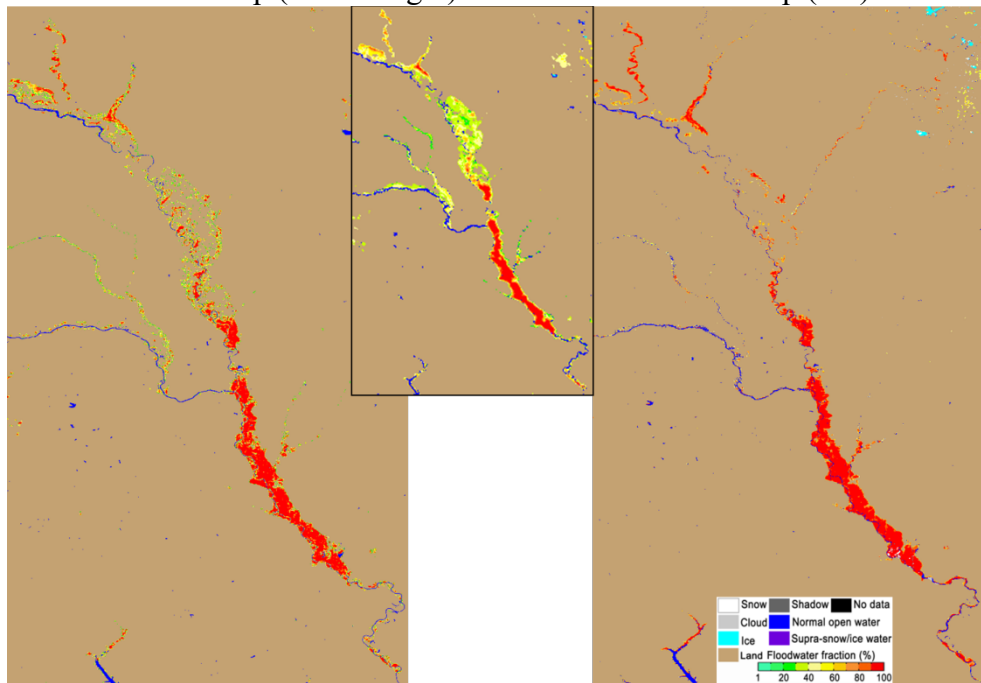 Snow Shadow No data
Cloud Normal open water
Ice Supra-snow/ice water
Land Floodwater fraction (%)
1 20 40 60 80 100